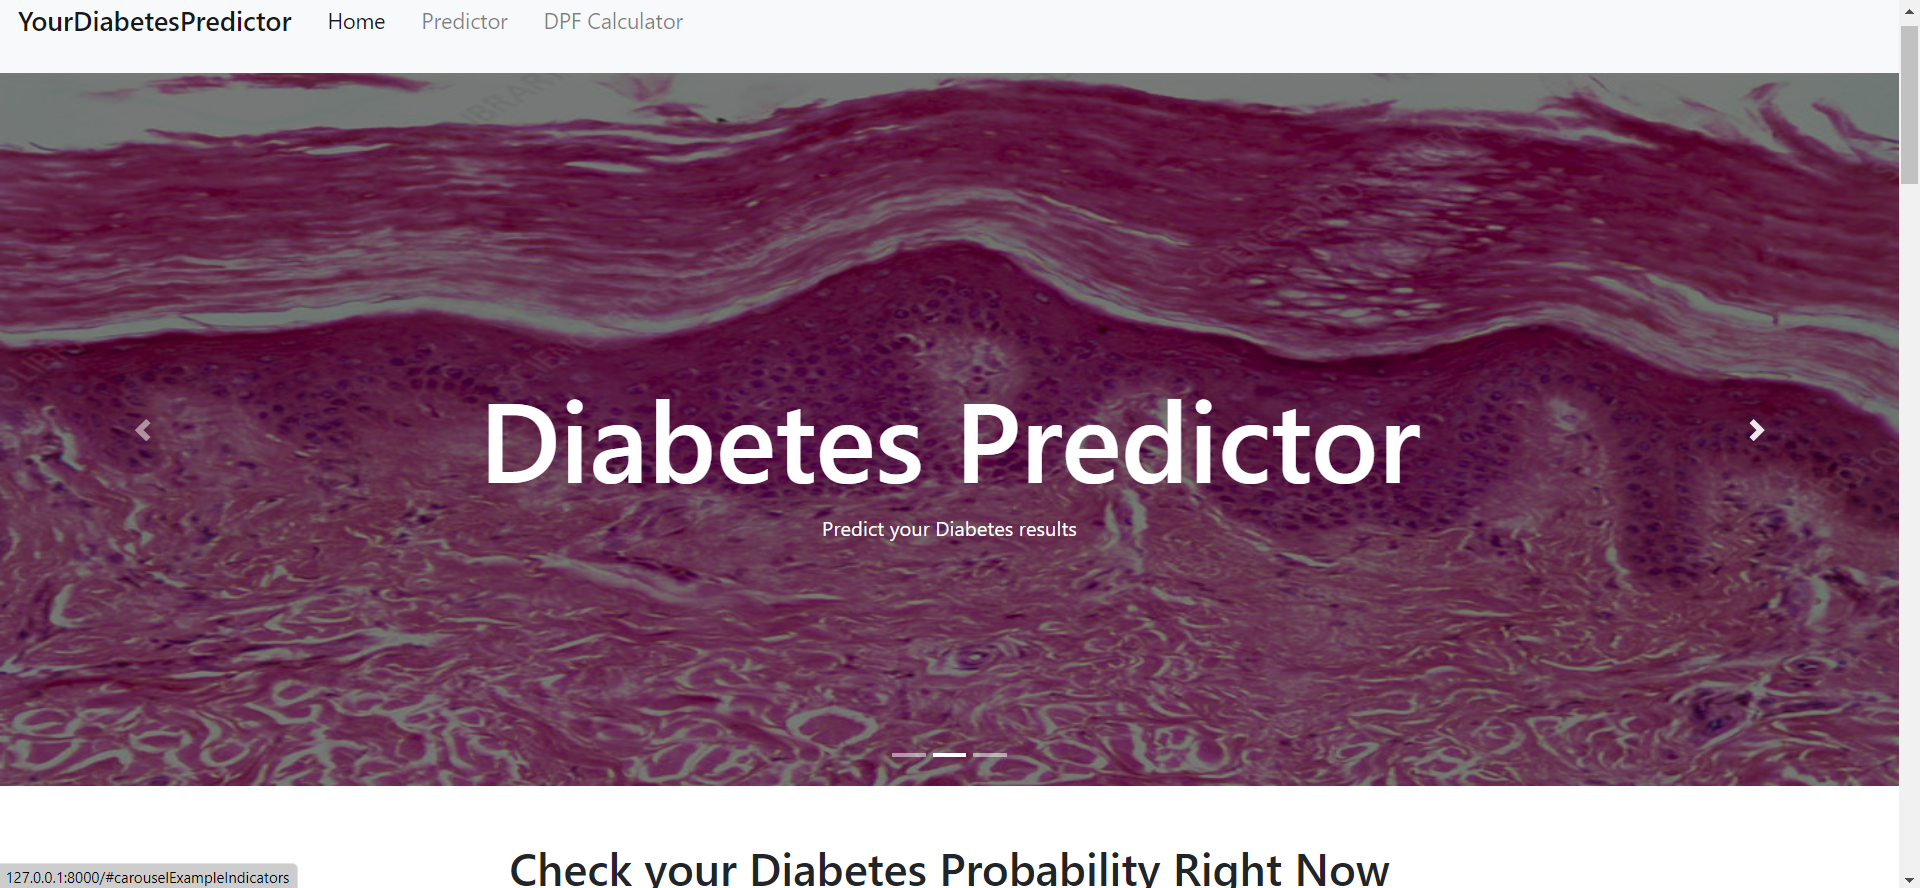 YourDiabetesPredictor Home Predictor DPF Calculator
Diabetes Predictor
Predict your Diabetes results
Check your Diabetes Probability Right Now
127.0.0.1:8000/#carouselExampleIndicators